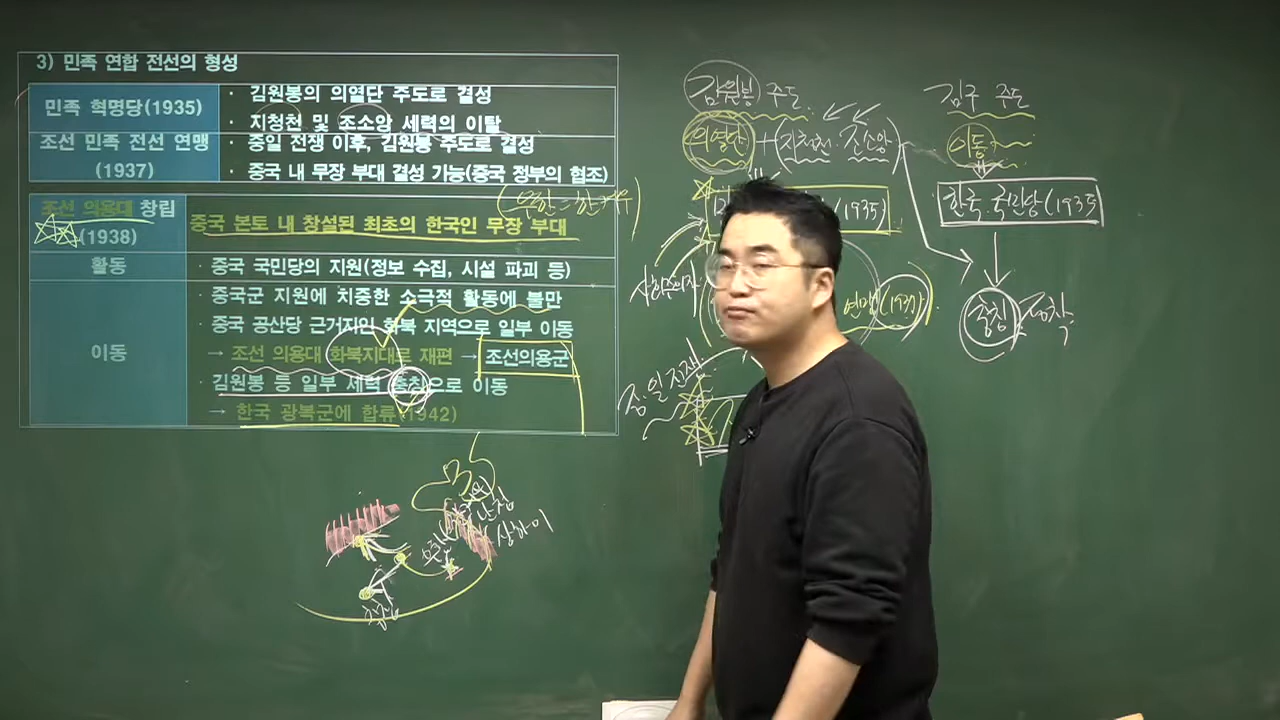 3) 민족 연합 전선의 형성
민족 혁명당(1935)
· 김원봉의 의열단 주도로 결성
· 지청천 및 조소앙 세력의 이탈
조선 민족 전선 연맹
(1937)
· 중일 전쟁 이후, 김원봉 주도로 결성
· 중국 내 무장 부대 결성 가능(중국 정부의 협조)
조선 의용대 창립
(1938)
중국 본토 내 창설된 최초의 한국인 무장 부대
활동
· 중국 국민당의 지원(정보 수집, 시설 파괴 등)
이동
· 중국군 지원에 치중한 소극적 활동에 불만
· 중국 공산당 근거지인 화북 지역으로 일부 이동
→ 조선 의용대 화북지대로 재편 → 조선의용군
· 김원봉 등 일부 세력 충칭으로 이동
→ 한국 광복군에 합류(1942)
난징
상하이
우한
충칭
김원봉 주도
의열단 + (지청천 조소앙)
(1935)
사회주의자
연맹(1937)
중·일전쟁
김구 주도
이동
한국 국민당(1935)
충칭 정착